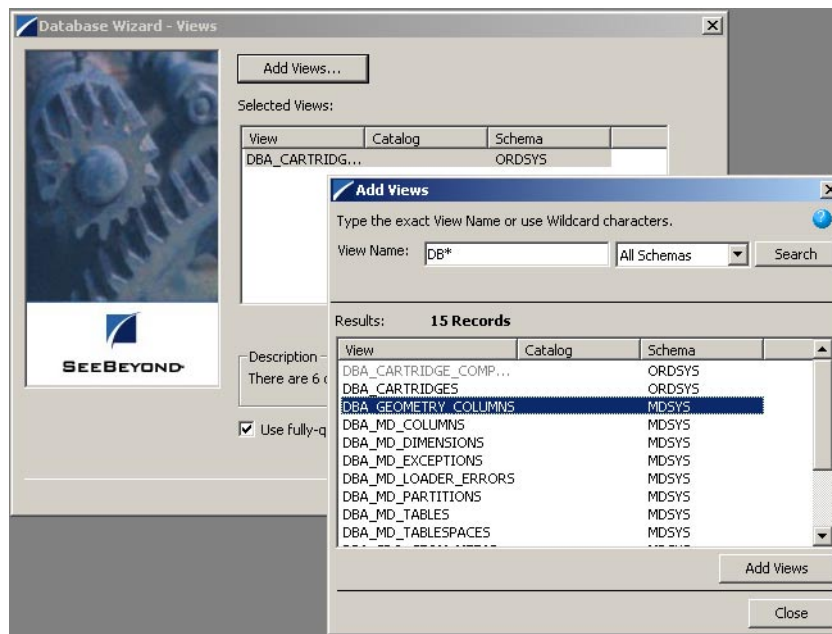 Database Wizard - Views
Add Views...
Selected Views:
View Catalog Schema
DBA_CARTRIDG... ORDSYS
SEEBEYOND
Description
There are 6
Use fully-q
Add Views
Type the exact View Name or use Wildcard characters.
View Name: DB* All Schemas Search
Results: 15 Records
View Catalog Schema
DBA_CARTRIDGE_COMP... ORDSYS
DBA_CARTRIDGES ORDSYS
DBA_GEOMETRY_COLUMNS MDSYS
DBA_MD_COLUMNS MDSYS
DBA_MD_DIMENSIONS MDSYS
DBA_MD_EXCEPTIONS MDSYS
DBA_MD_LOADER_ERRORS MDSYS
DBA_MD_PARTITIONS MDSYS
DBA_MD_TABLES MDSYS
DBA_MD_TABLESPACES MDSYS
Add Views
Close